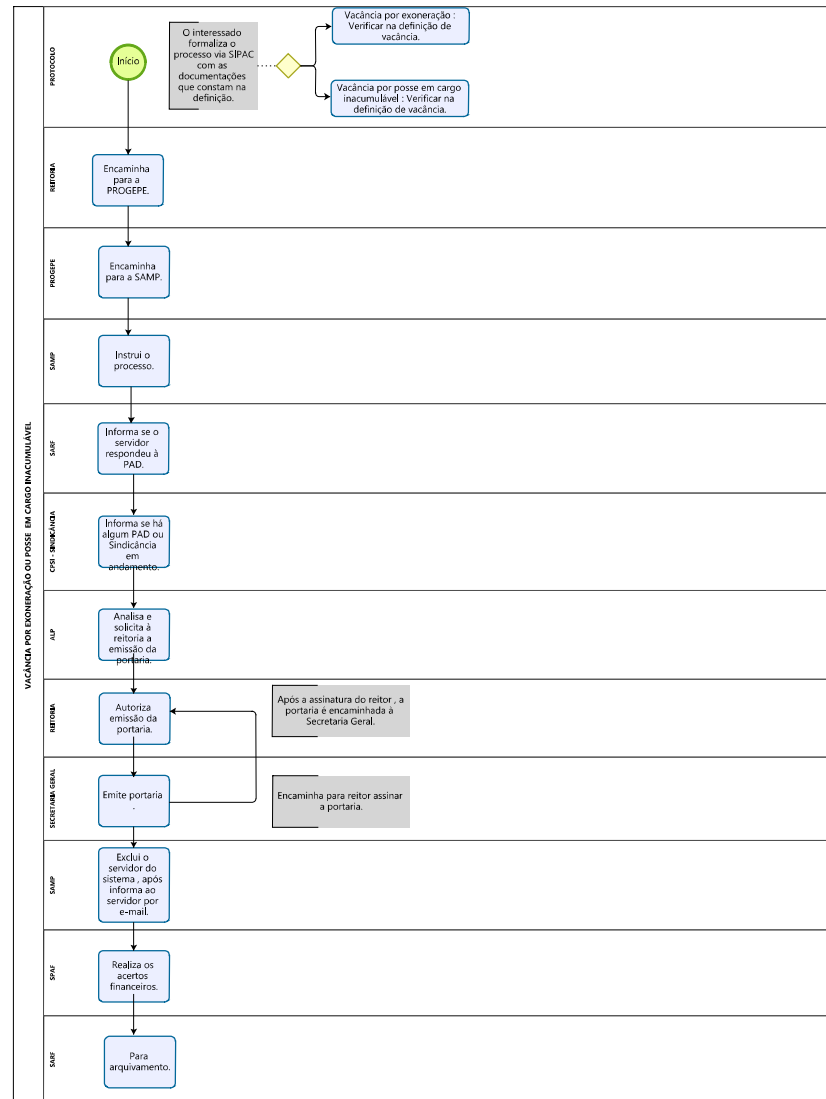 VACÂNCIA POR EXONERAÇÃO OU POSSE EM CARGO INACUMULÁVEL
PROTOCOLO
Início
O interessado
formaliza o
processo via SIPAC
com as
documentações
que constam na
definição.
Vacância por exoneração :
Verificar na definição de
vacância.
Vacância por posse em cargo
inacumulável : Verificar na
definição de vacância.
REITORIA
Encaminha
para a
PROGEPE.
PROGEPE
Encaminha
para a SAMP.
SAMP
Instrui o
processo.
SARF
Informa se o
servidor
respondeu à
PAD.
CPSI - SINDICÂNCIA
Informa se há
algum PAD ou
Sindicância
em
andamento.
ALP
Analisa e
solicita à
reitoria a
emissão da
portaria.
REITORIA
Autoriza
emissão da
portaria.
Após a assinatura do reitor , a
portaria é encaminhada à
Secretaria Geral.
SECRETARIA GERAL
Emite portaria
.
Encaminha para reitor assinar
a portaria.
SAMP
Exclui o
servidor do
sistema , após
informa ao
servidor por
e-mail.
SPAF
Realiza os
acertos
financeiros.
SARF
Para
arquivamento.